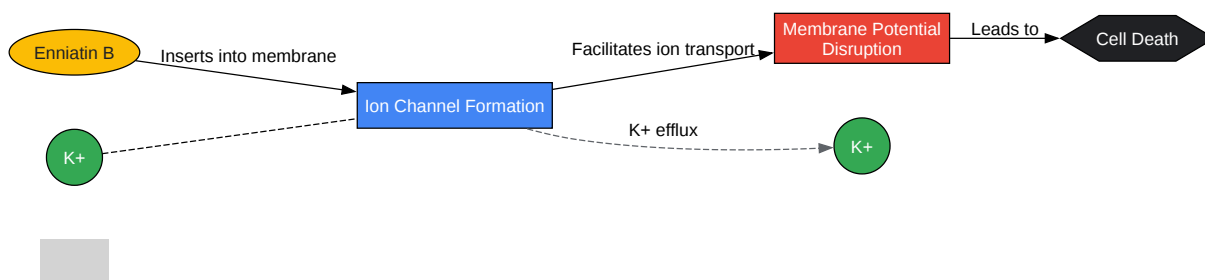 Enniatin B
Inserts into membrane
Ion Channel Formation
Facilitates ion transport
Membrane Potential
Disruption
Leads to
Cell Death
K+
K+ efflux
K+